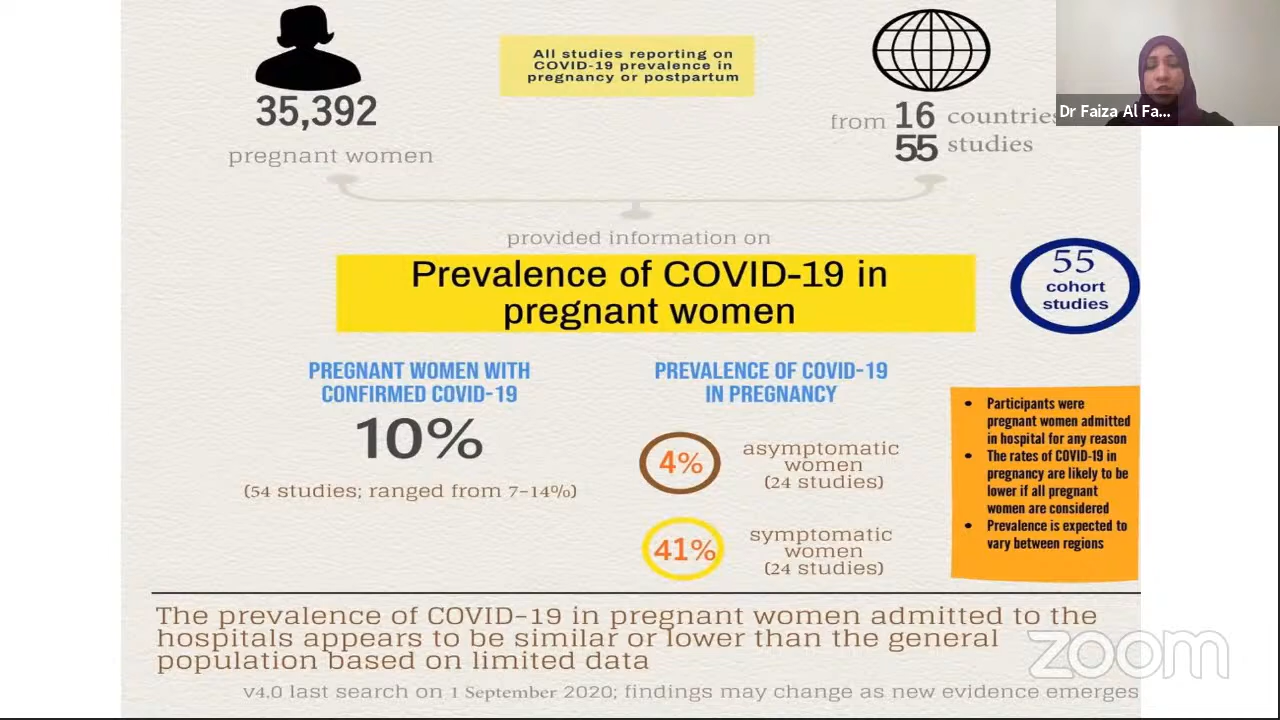 All studies reporting on
COVID-19 prevalence in
pregnancy or postpartum
35,392
pregnant women
from 16 countries
55 studies
Dr Faiza Al Fa...
provided information on
Prevalence of COVID-19 in
pregnant women
55
cohort
studies
PREGNANT WOMEN WITH
CONFIRMED COVID-19
10%
(54 studies; ranged from 7-14%)
PREVALENCE OF COVID-19
IN PREGNANCY
4%
asymptomatic
women
(24 studies)
41%
symptomatic
women
(24 studies)
• Participants were
pregnant women admitted
in hospital for any reason
• The rates of COVID-19 in
pregnancy are likely to be
lower if all pregnant
women are considered
• Prevalence is expected to
vary between regions
The prevalence of COVID-19 in pregnant women admitted to the
hospitals appears to be similar or lower than the general
population based on limited data
zoom
v4.0 last search on 1 September 2020; findings may change as new evidence emerges